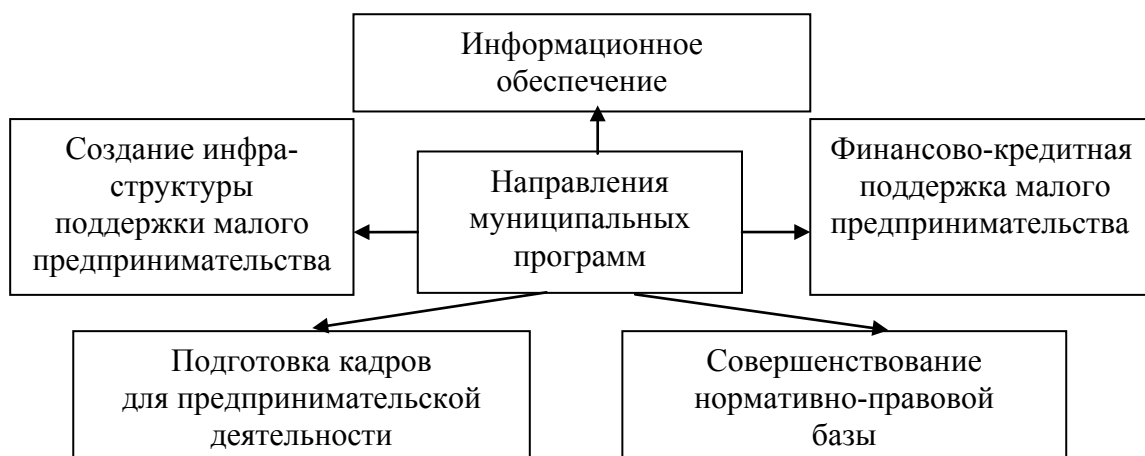 Информационное
обеспечение
Создание инфра-
структуры
поддержки малого
предпринимательства
Направления
муниципальных
программ
Финансово-кредитная
поддержка малого
предпринимательства
Подготовка кадров
для предпринимательской
деятельности
Совершенствование
нормативно-правовой
базы